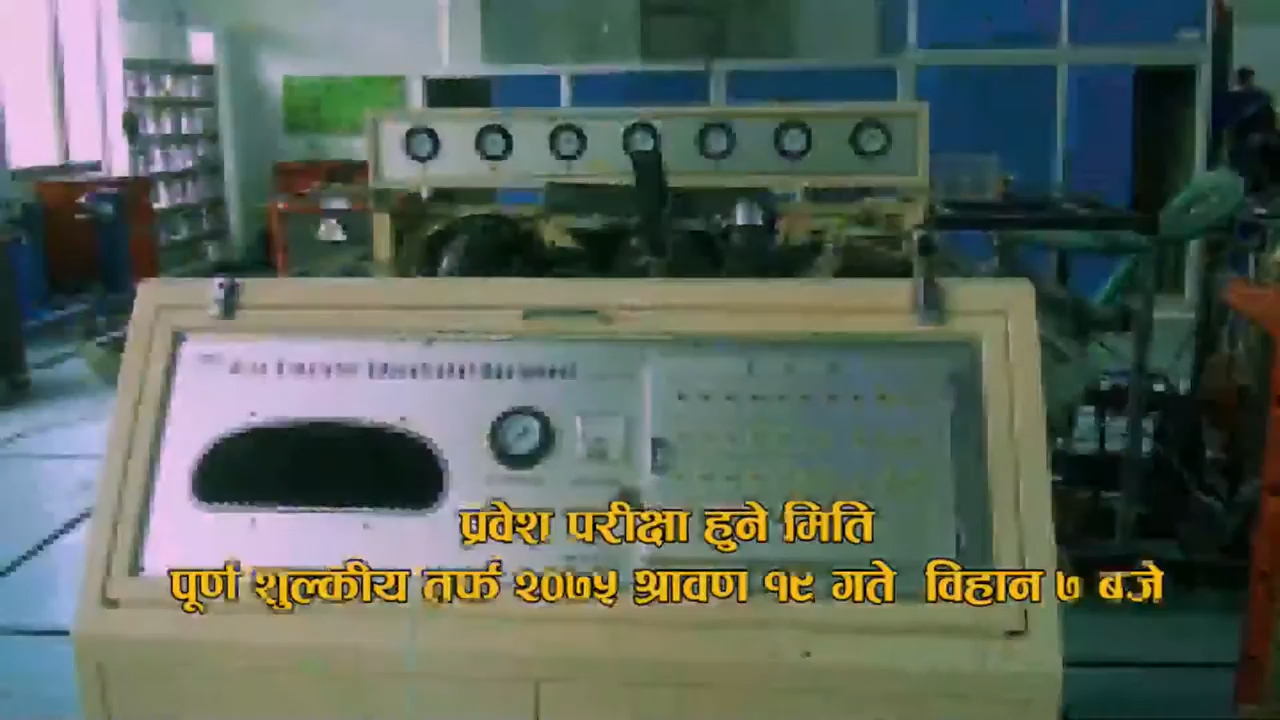 प्रवेश परीक्षा हुने मिति
पूर्ण शुल्कीय तर्फ २०७५ श्रावण १९ गते विहान ७ बजे